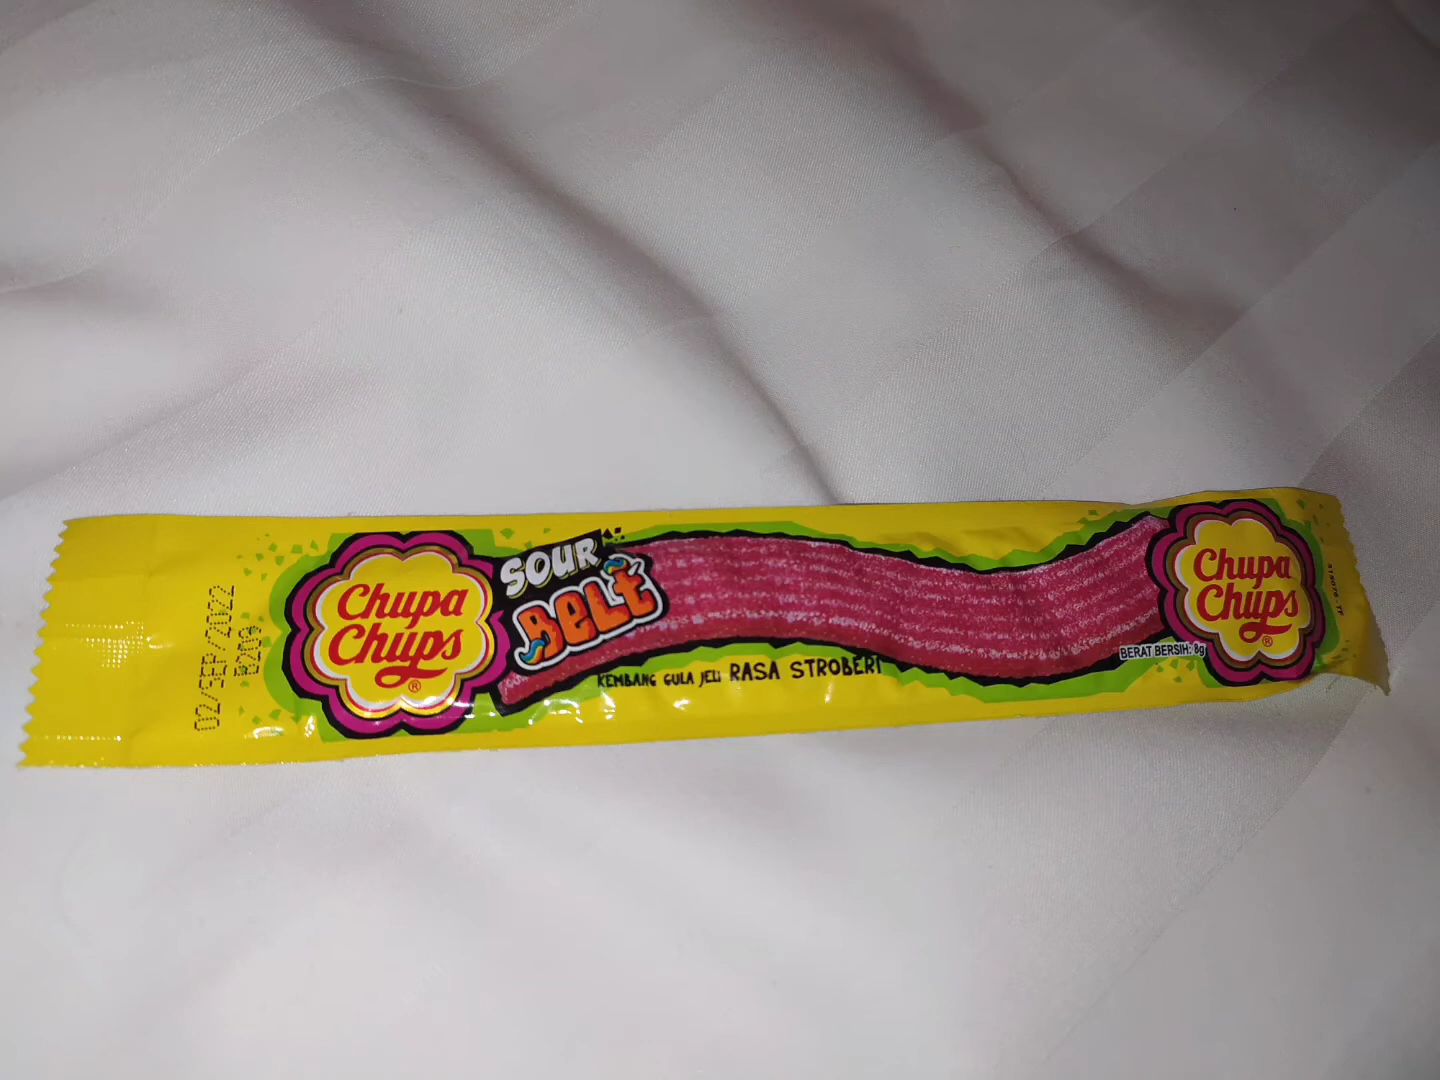 02/SEP/2022
Chupa
Chups
®
SOUR
BELT
KEMBANG GULA JELI RASA STROBERI
BERAT BERSIH: 8g
Chupa
Chups
®